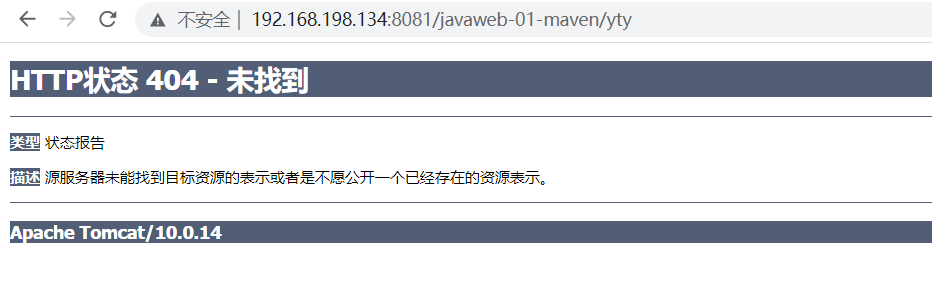 不安全 | 192.168.198.134:8081/javaweb-01-maven/yty
HTTP状态 404 - 未找到
类型 状态报告
描述 源服务器未能找到目标资源的表示或者是不愿公开一个已经存在的资源表示。
Apache Tomcat/10.0.14